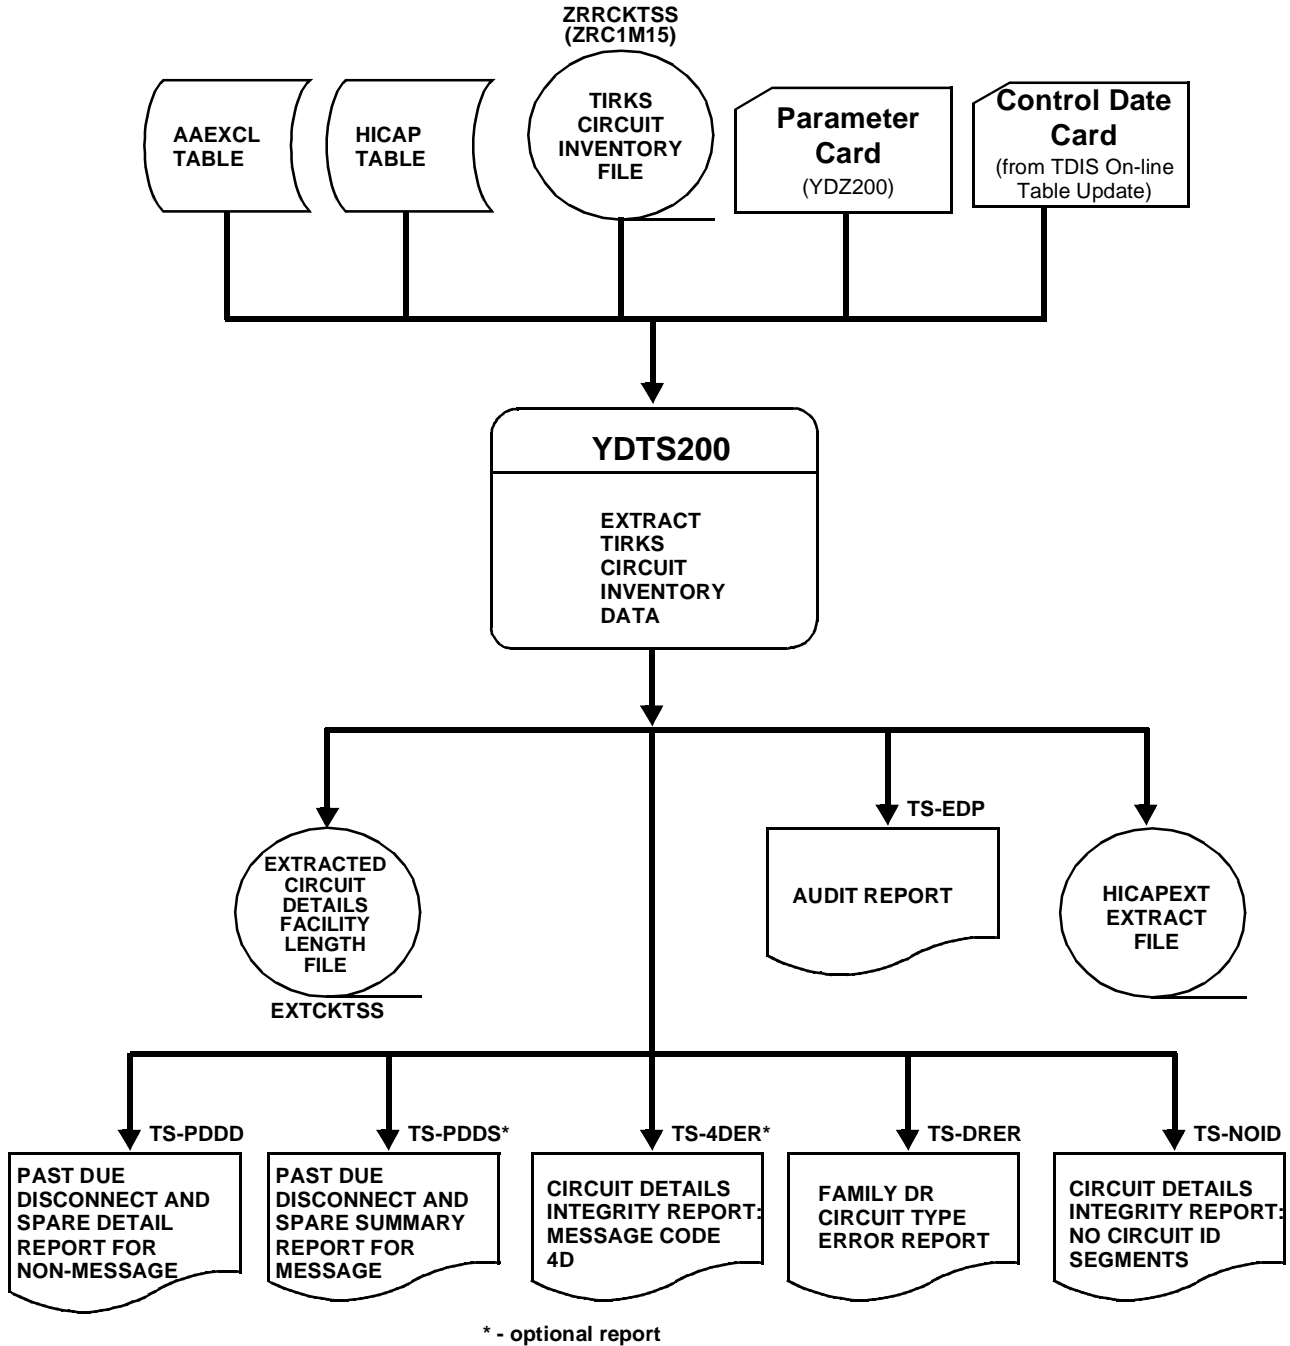 ZRRCKTSS
(ZRC1M15)
AAEXCL
TABLE
HICAP
TABLE
TIRKS
CIRCUIT
INVENTORY
FILE
Parameter
Card
(YDZ200)
Control Date
Card
(from TDIS On-line
Table Update)
YDTS200
EXTRACT
TIRKS
CIRCUIT
INVENTORY
DATA
EXTRACTED
CIRCUIT
DETAILS
FACILITY
LENGTH
FILE
EXTCKTSS
TS-EDP
AUDIT REPORT
HICAPEXT
EXTRACT
FILE
TS-PDDD
PAST DUE
DISCONNECT AND
SPARE DETAIL
REPORT FOR
NON-MESSAGE
TS-PDDS*
PAST DUE
DISCONNECT AND
SPARE SUMMARY
REPORT FOR
MESSAGE
TS-4DER*
CIRCUIT DETAILS
INTEGRITY REPORT:
MESSAGE CODE
4D
TS-DRER
FAMILY DR
CIRCUIT TYPE
ERROR REPORT
TS-NOID
CIRCUIT DETAILS
INTEGRITY REPORT:
NO CIRCUIT ID
SEGMENTS
* - optional report